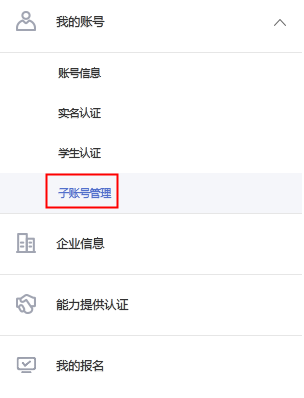 我的账号
账号信息
实名认证
学生认证
子账号管理
企业信息
能力提供认证
我的报名